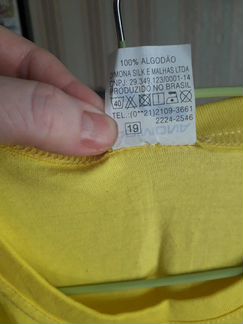 100% ALGODÃO
MONA SILK E MALHAS LTDA
CNPJ: 29.349.123/0001-14
PRODUZIDO NO BRASIL
40
TEL.:(0**21)2109-3661
2224-2546
19